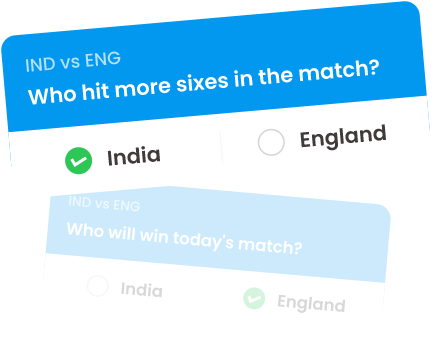 IND vs ENG
Who hit more sixes in the match?
India England
IND vs ENG
Who will win today's match?
India England